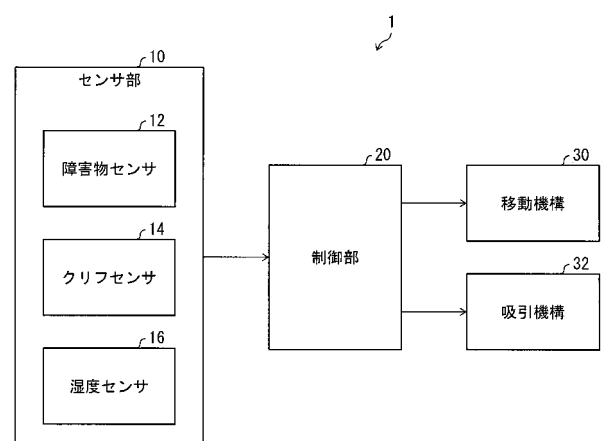 1
10
センサ部
12
障害物センサ
14
クリフセンサ
16
湿度センサ
20
制御部
30
移動機構
32
吸引機構